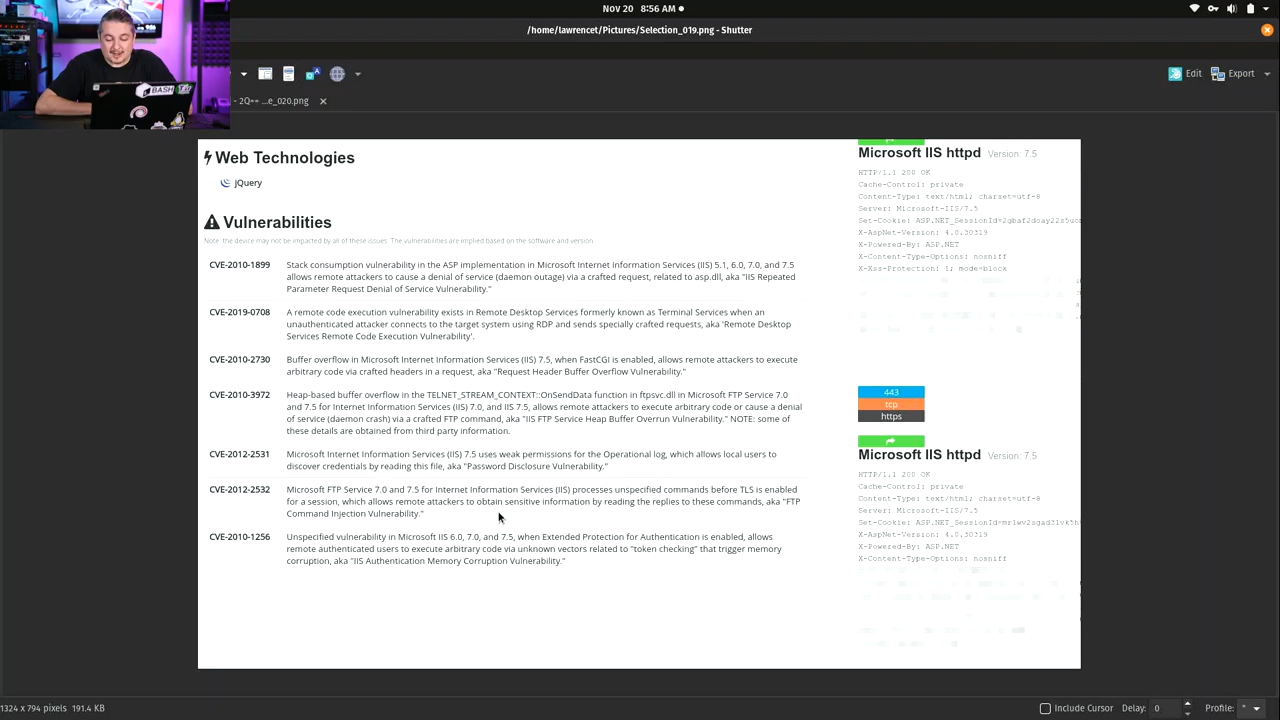 Nov 20 8:56 AM
/home/lawrencet/Pictures/Selection_019.png - Shutter
Edit
Export
- 2Q== ...e_020.png
BASH
Web Technologies
jQuery
Vulnerabilities
Note: the device may not be impacted by all of these issues. The vulnerabilities are implied based on the software and version.
CVE-2010-1899
Stack consumption vulnerability in the ASP implementation in Microsoft Internet Information Services (IIS) 5.1, 6.0, 7.0, and 7.5
allows remote attackers to cause a denial of service (daemon outage) via a crafted request, related to asp.dll, aka "IIS Repeated
Parameter Request Denial of Service Vulnerability."
CVE-2019-0708
A remote code execution vulnerability exists in Remote Desktop Services formerly known as Terminal Services when an
unauthenticated attacker connects to the target system using RDP and sends specially crafted requests, aka 'Remote Desktop
Services Remote Code Execution Vulnerability'.
CVE-2010-2730
Buffer overflow in Microsoft Internet Information Services (IIS) 7.5, when FastCGI is enabled, allows remote attackers to execute
arbitrary code via crafted headers in a request, aka "Request Header Buffer Overflow Vulnerability."
CVE-2010-3972
Heap-based buffer overflow in the TELNET_STREAM_CONTEXT::OnSendData function in ftpsvc.dll in Microsoft FTP Service 7.0
and 7.5 for Internet Information Services (IIS) 7.0, and IIS 7.5, allows remote attackers to execute arbitrary code or cause a denial
of service (daemon crash) via a crafted FTP command, aka "IIS FTP Service Heap Buffer Overrun Vulnerability." NOTE: some of
these details are obtained from third party information.
CVE-2012-2531
Microsoft Internet Information Services (IIS) 7.5 uses weak permissions for the Operational log, which allows local users to
discover credentials by reading this file, aka "Password Disclosure Vulnerability."
CVE-2012-2532
Microsoft FTP Service 7.0 and 7.5 for Internet Information Services (IIS) processes unspecified commands before TLS is enabled
for a session, which allows remote attackers to obtain sensitive information by reading the replies to these commands, aka "FTP
Command Injection Vulnerability."
CVE-2010-1256
Unspecified vulnerability in Microsoft IIS 6.0, 7.0, and 7.5, when Extended Protection for Authentication is enabled, allows
remote authenticated users to execute arbitrary code via unknown vectors related to "token checking" that trigger memory
corruption, aka "IIS Authentication Memory Corruption Vulnerability."
Microsoft IIS httpd Version: 7.5
HTTP/1.1 200 OK
Cache-Control: private
Content-Type: text/html; charset=utf-8
Server: Microsoft-IIS/7.5
Set-Cookie:
X-AspNet-Version: 4.0.30319
X-Powered-By: ASP.NET
X-Content-Type-Options: nosniff
X-Xss-Protection: 1; mode=block
443
tcp
https
Microsoft IIS httpd Version: 7.5
HTTP/1.1 200 OK
Cache-Control: private
Content-Type: text/html; charset=utf-8
Server: Microsoft-IIS/7.5
Set-Cookie:
X-AspNet-Version: 4.0.30319
X-Powered-By: ASP.NET
X-Content-Type-Options: nosniff
1324 x 794 pixels 191.4 KB
Include Cursor
Delay: 0
Profile: